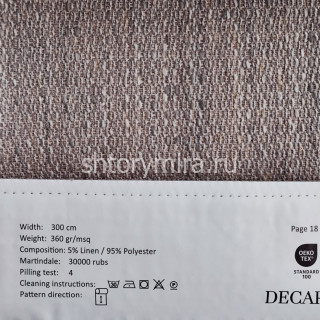 shtorymira.ru
Width: 300 cm
Weight: 360 gr/msq
Composition: 5% Linen / 95% Polyester
Martindale: 30000 rubs
Pilling test: 4
Cleaning instructions:
Pattern direction:
Page 18
OEKO
TEX®
STANDARD
100